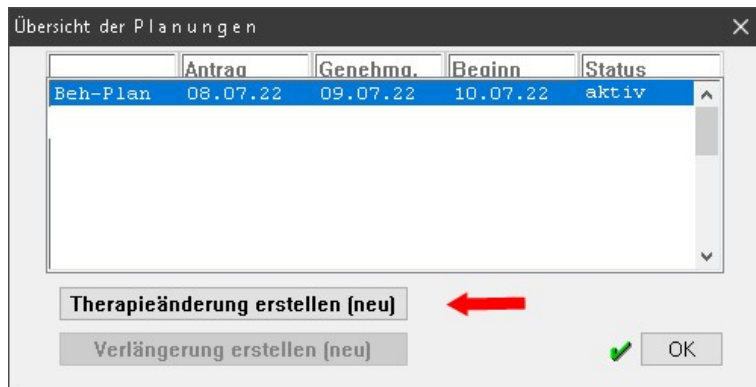 Übersicht der P l a n u n g e n
Antrag Genehmg. Beginn Status
Beh-Plan 08.07.22 09.07.22 10.07.22 aktiv
Therapieänderung erstellen (neu)
Verlängerung erstellen (neu) OK